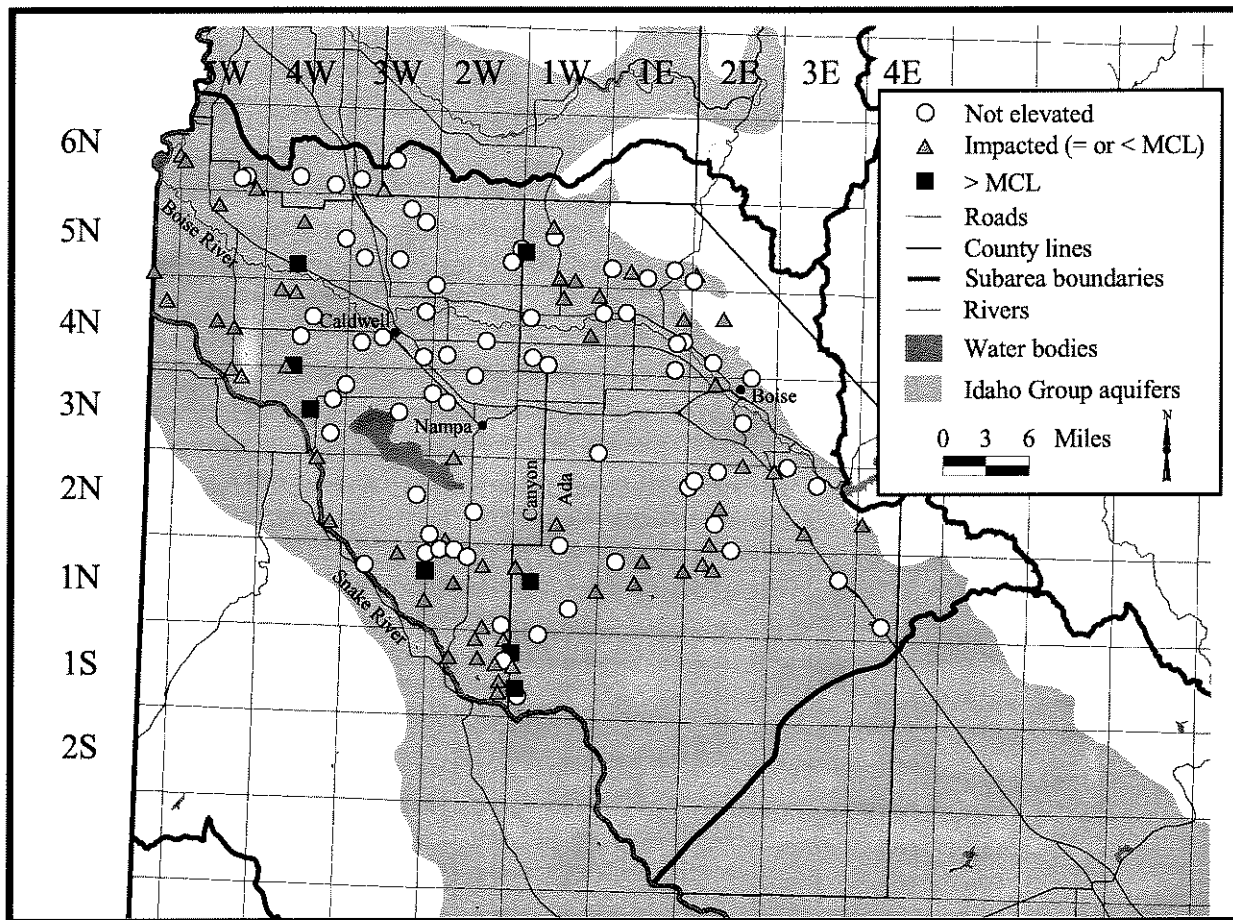 5W 4W 3W 2W 1W 1E 2E 3E 4E
6N
5N
4N
3N
2N
1N
1S
2S
Boise River
Caldwell
Nampa
Boise
Canyon
Ada
Snake River
Not elevated
Impacted (= or < MCL)
> MCL
Roads
County lines
Subarea boundaries
Rivers
Water bodies
Idaho Group aquifers
0 3 6 Miles
N